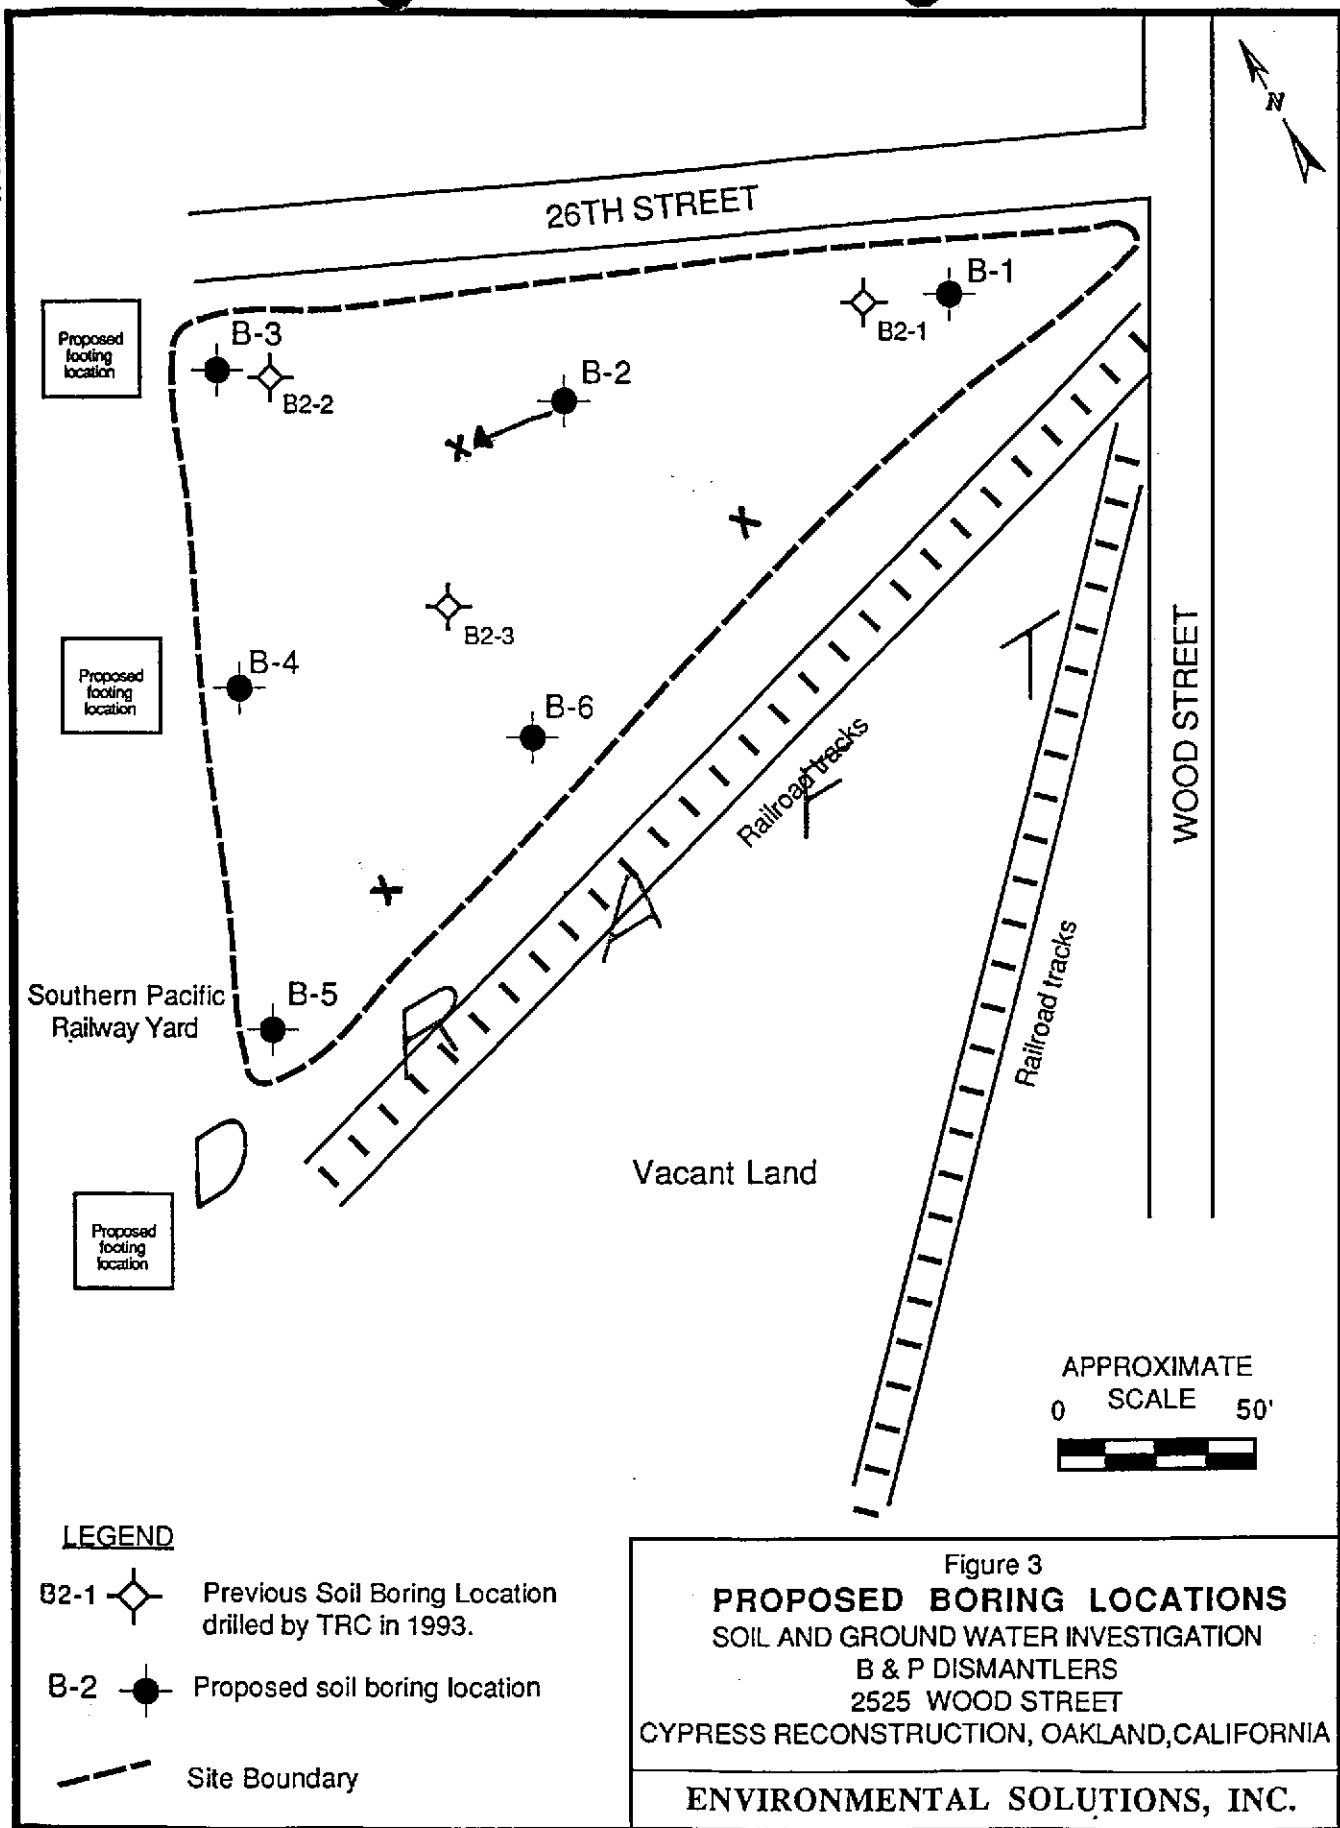 N
26TH STREET
B-1
B2-1
B-3
B2-2
B-2
Proposed
footing
location
B2-3
B-4
Proposed
footing
location
B-6
WOOD STREET
Railroad tracks
Railroad tracks
Southern Pacific
Railway Yard
B-5
DRAFT
Vacant Land
Proposed
footing
location
APPROXIMATE
SCALE
0 50'
LEGEND
B2-1 Previous Soil Boring Location
drilled by TRC in 1993.
B-2 Proposed soil boring location
Site Boundary
Figure 3
PROPOSED BORING LOCATIONS
SOIL AND GROUND WATER INVESTIGATION
B & P DISMANTLERS
2525 WOOD STREET
CYPRESS RECONSTRUCTION, OAKLAND, CALIFORNIA
ENVIRONMENTAL SOLUTIONS, INC.